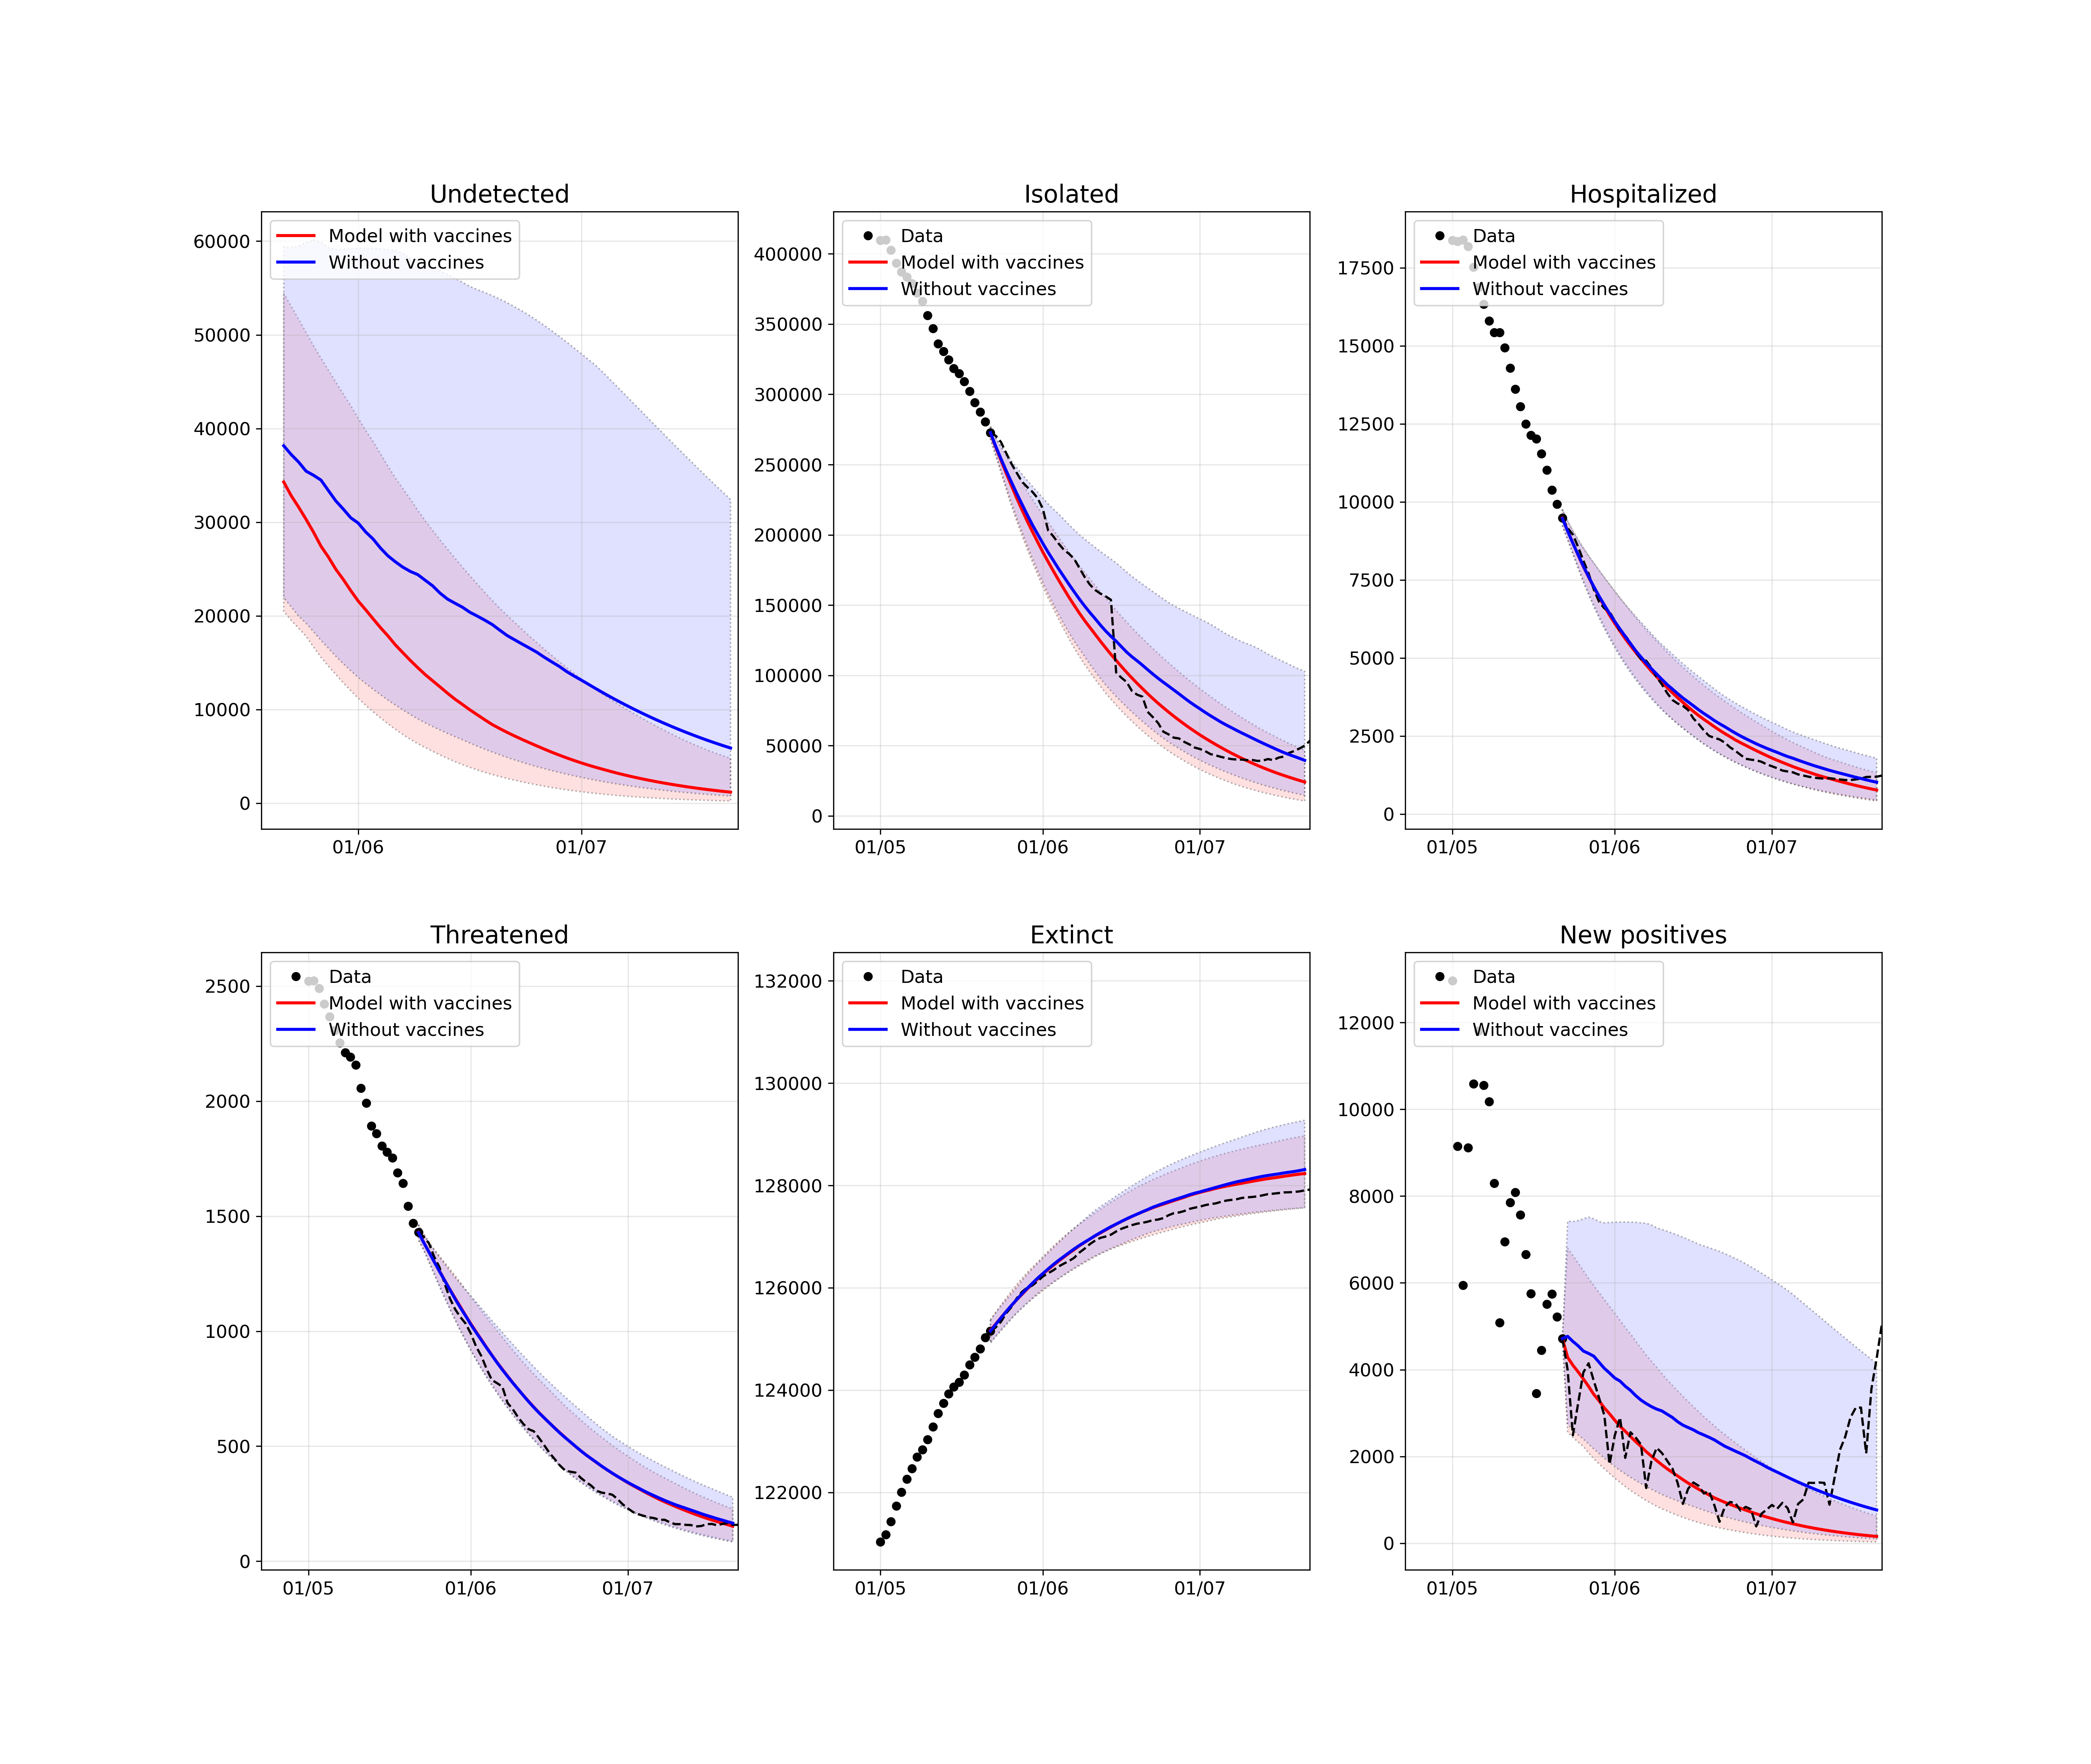 Undetected
Model with vaccines
Without vaccines
60000
50000
40000
30000
20000
10000
0
01/06
01/07
Isolated
Data
Model with vaccines
Without vaccines
400000
350000
300000
250000
200000
150000
100000
50000
0
01/05
01/06
01/07
Hospitalized
Data
Model with vaccines
Without vaccines
17500
15000
12500
10000
7500
5000
2500
0
01/05
01/06
01/07
Threatened
Data
Model with vaccines
Without vaccines
2500
2000
1500
1000
500
0
01/05
01/06
01/07
Extinct
Data
Model with vaccines
Without vaccines
132000
130000
128000
126000
124000
122000
01/05
01/06
01/07
New positives
Data
Model with vaccines
Without vaccines
12000
10000
8000
6000
4000
2000
0
01/05
01/06
01/07